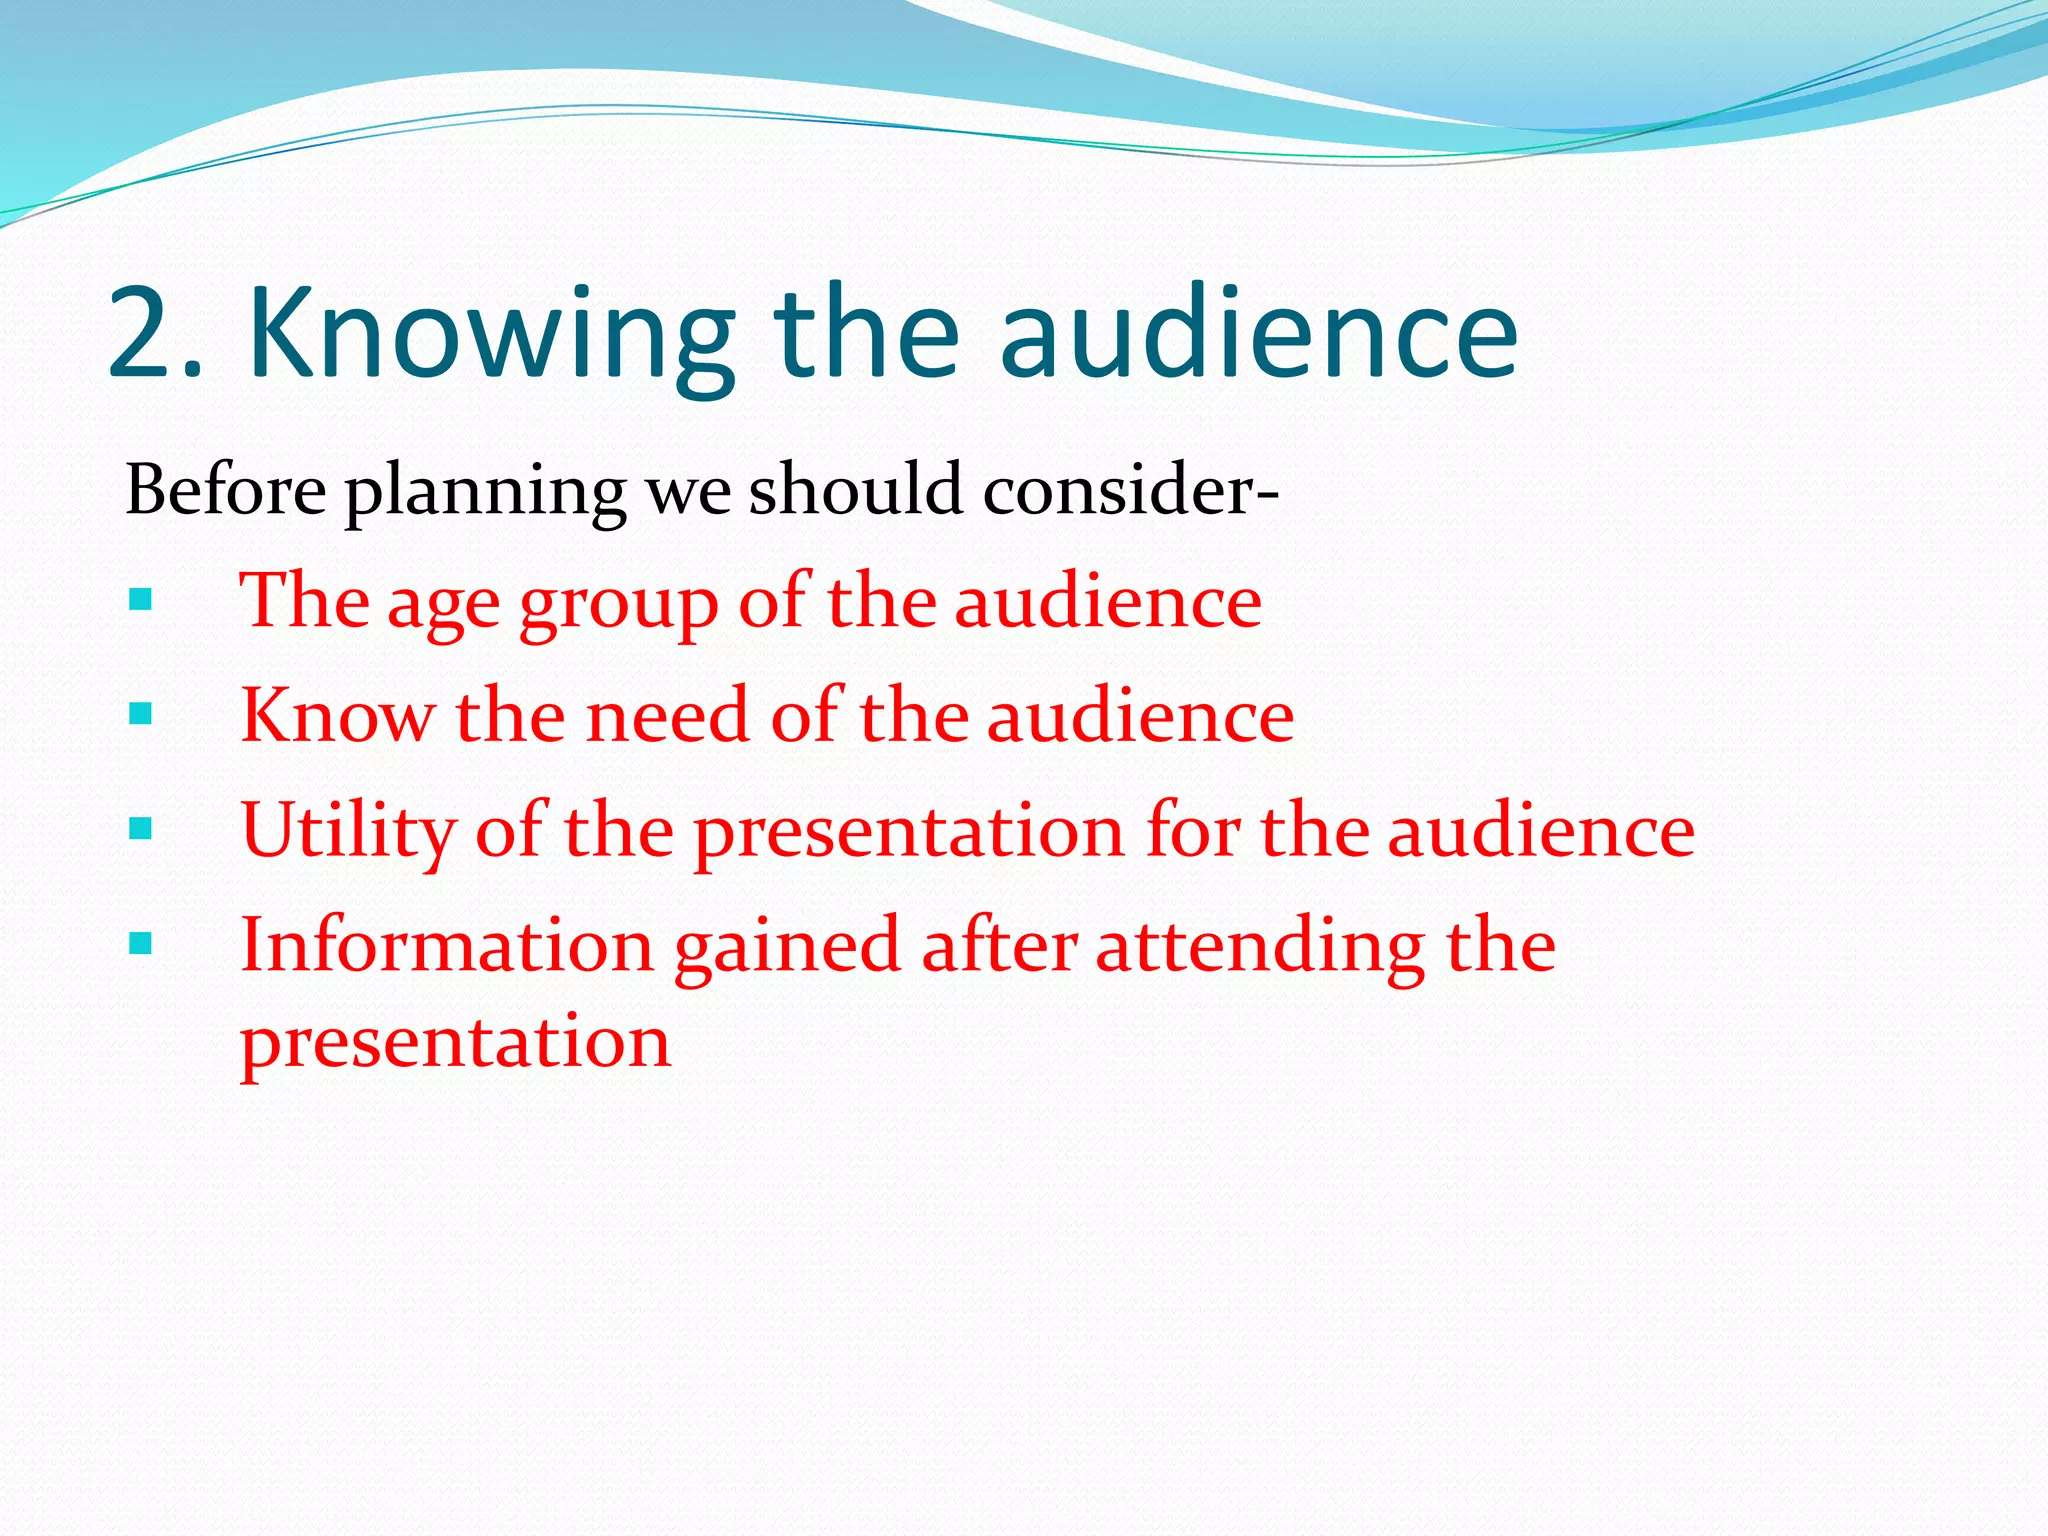 2. Knowing the audience
Before planning we should consider-
▪ The age group of the audience
▪ Know the need of the audience
▪ Utility of the presentation for the audience
▪ Information gained after attending the
presentation